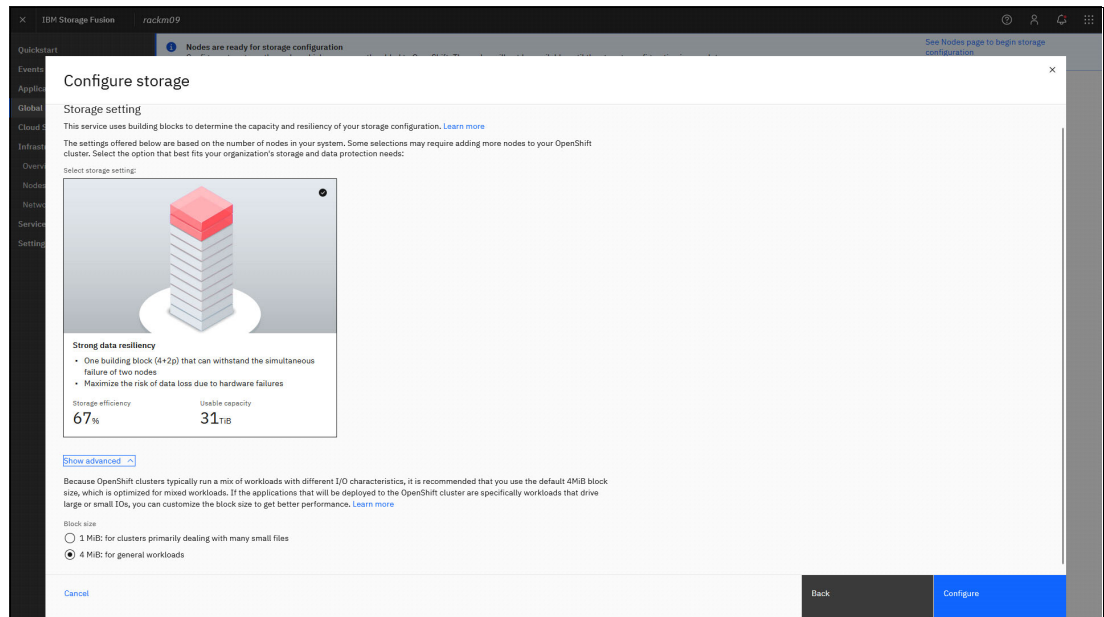 IBM Storage Fusion rackm09
Quickstart
Nodes are ready for storage configuration
See Nodes page to begin storage
configuration
Events
Applica
Configure storage
Global
Storage setting
This service uses building blocks to determine the capacity and resiliency of your storage configuration. Learn more
Cloud S
The settings offered below are based on the number of nodes in your system. Some selections may require adding more nodes to your OpenShift
cluster. Select the option that best fits your organization's storage and data protection needs:
Infrast
Overvi
Select storage setting:
Nodes
Netwo
Service
Setting
Strong data resiliency
• One building block (4+2p) that can withstand the simultaneous
failure of two nodes
• Maximize the risk of data loss due to hardware failures
Storage efficiency Usable capacity
67% 31TiB
Show advanced
Because OpenShift clusters typically run a mix of workloads with different I/O characteristics, it is recommended that you use the default 4MiB block
size, which is optimized for mixed workloads. If the applications that will be deployed to the OpenShift cluster are specifically workloads that drive
large or small IOs, you can customize the block size to get better performance. Learn more
Block size
1 MiB: for clusters primarily dealing with many small files
4 MiB: for general workloads
Cancel Back Configure